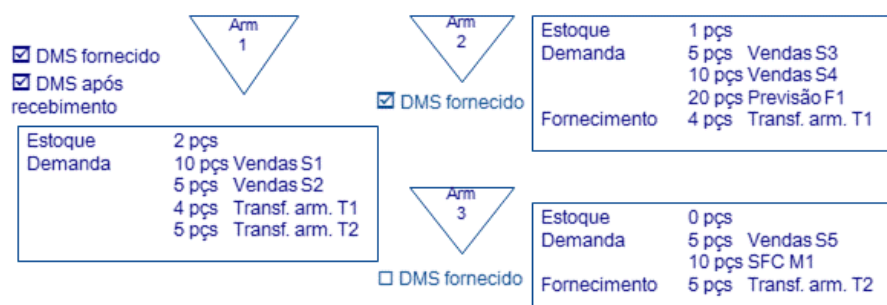 Arm
1
☑ DMS fornecido
☑ DMS após
recebimento
Estoque 2 pçs
Demanda 10 pçs Vendas S1
5 pçs Vendas S2
4 pçs Transf. arm. T1
5 pçs Transf. arm. T2
Arm
2
☑ DMS fornecido
Estoque 1 pçs
Demanda 5 pçs Vendas S3
10 pçs Vendas S4
20 pçs Previsão F1
Fornecimento 4 pçs Transf. arm. T1
Arm
3
☐ DMS fornecido
Estoque 0 pçs
Demanda 5 pçs Vendas S5
10 pçs SFC M1
Fornecimento 5 pçs Transf. arm. T2